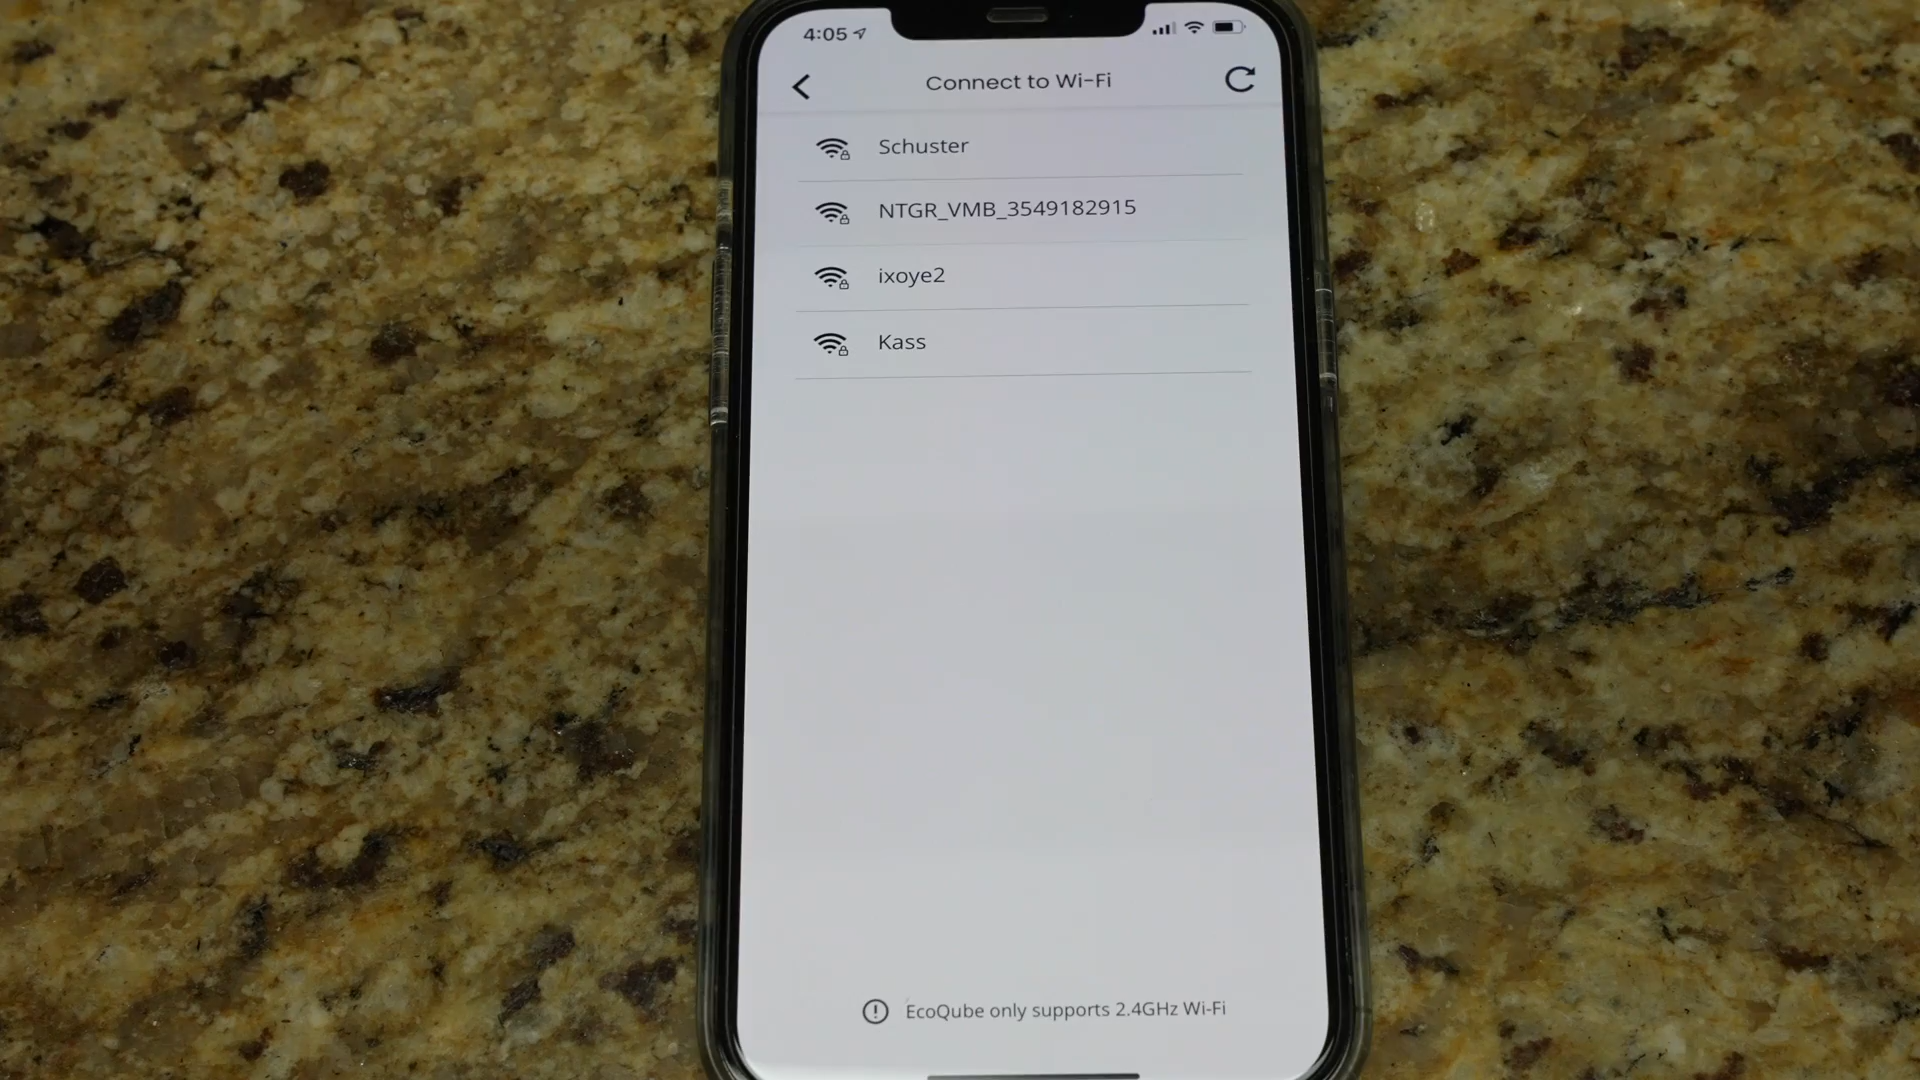 4:05
Connect to Wi-Fi
Schuster
NTGR_VMB_3549182915
ixoye2
Kass
EcoQube only supports 2.4GHz Wi-Fi